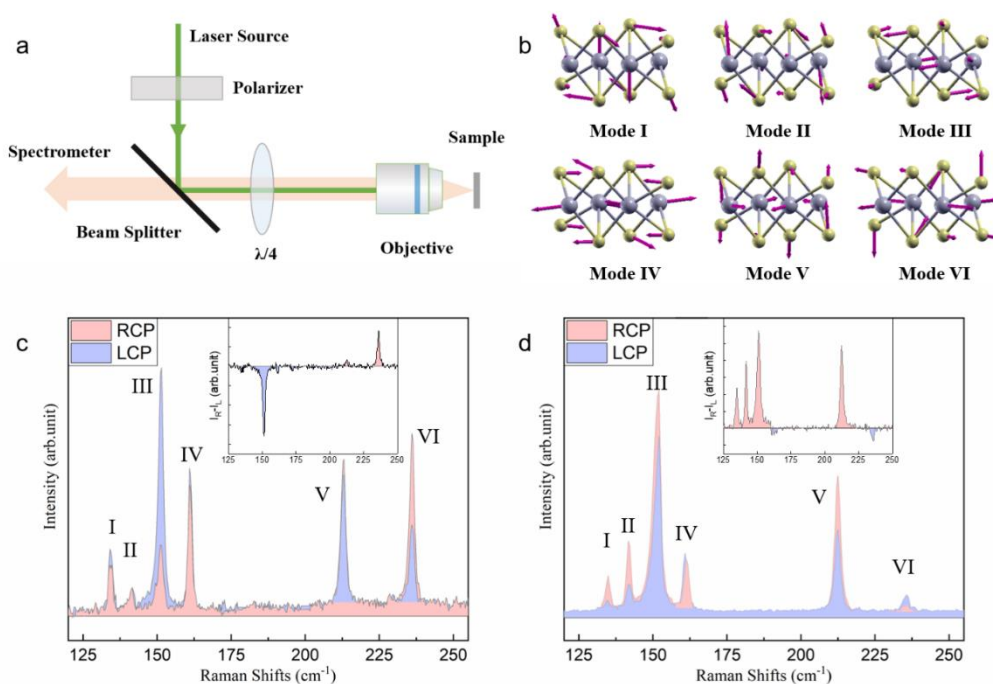 a
Laser Source
Polarizer
Spectrometer
Sample
Beam Splitter
λ/4
Objective
b
Mode I
Mode II
Mode III
Mode IV
Mode V
Mode VI
c
RCP
LCP
III
I
II
IV
V
VI
I_R-I_L (arb.unit)
125 150 175 200 225 250
Intensity (arb.unit)
125 150 175 200 225 250
Raman Shifts (cm⁻¹)
d
RCP
LCP
III
I
II
IV
V
VI
I_R-I_L (arb.unit)
125 150 175 200 225 250
Intensity (arb.unit)
125 150 175 200 225 250
Raman Shifts (cm⁻¹)